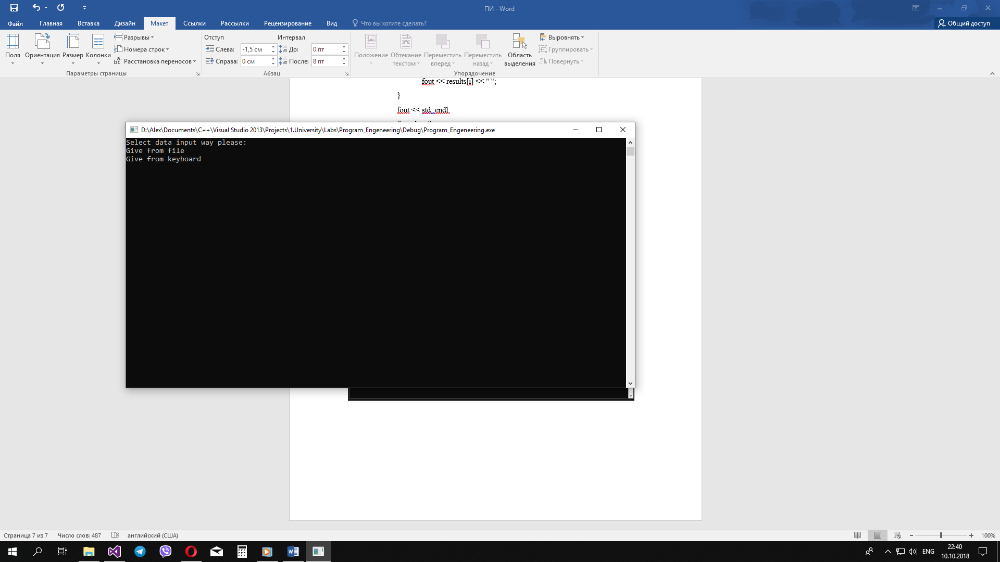 ПИ - Word
Файл Главная Вставка Дизайн Макет Ссылки Рассылки Рецензирование Вид Что вы хотите сделать? Общий доступ
Поля
Ориентация
Размер
Колонки
Разрывы
Номера строк
Расстановка переносов
Параметры страницы
Отступ
Слева: -1,5 см
Справа: 0 см
Интервал
До: 0 пт
После: 8 пт
Абзац
Положение
Обтекание текстом
Переместить вперед
Переместить назад
Область выделения
Выровнять
Группировать
Повернуть
Упорядочение
fout << results[i] << " ";
}
fout << std::endl;
D:\Alex\Documents\C++\Visual Studio 2013\Projects\1.University\Labs\Program_Engeneering\Debug\Program_Engeneering.exe
Select data input way please:
Give from file
Give from keyboard
Страница 7 из 7 Число слов: 487 английский (США) 100%
ENG
22:40
10.10.2018